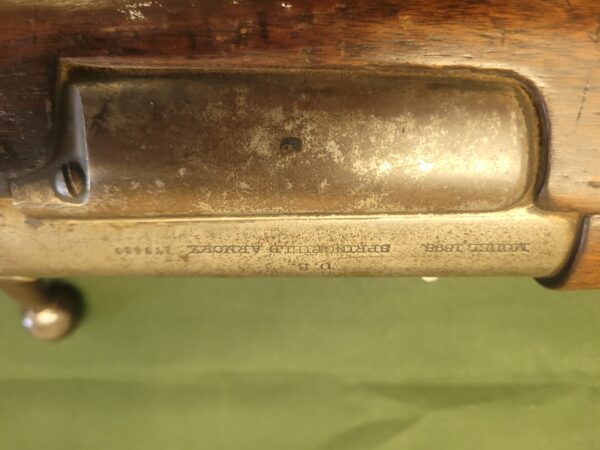 U. S.
MODEL 1898. SPRINGFIELD ARMORY.